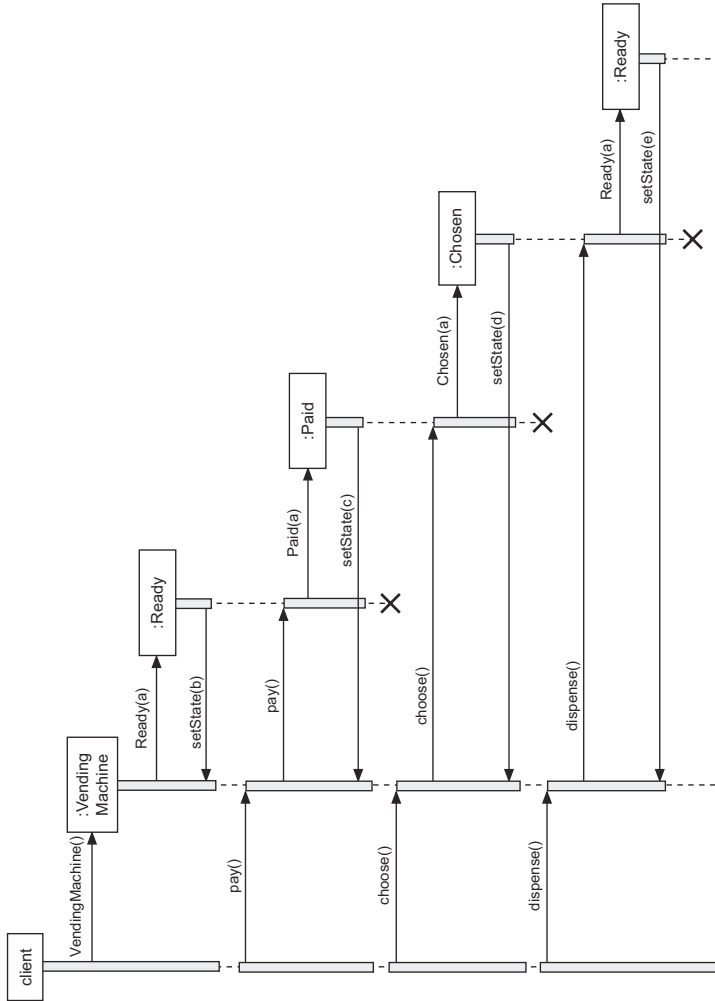 client
VendingMachine()
:Vending
Machine
Ready(a)
:Ready
setState(b)
pay()
pay()
Paid(a)
:Paid
setState(c)
choose()
choose()
Chosen(a)
:Chosen
setState(d)
dispense()
dispense()
Ready(a)
:Ready
setState(e)